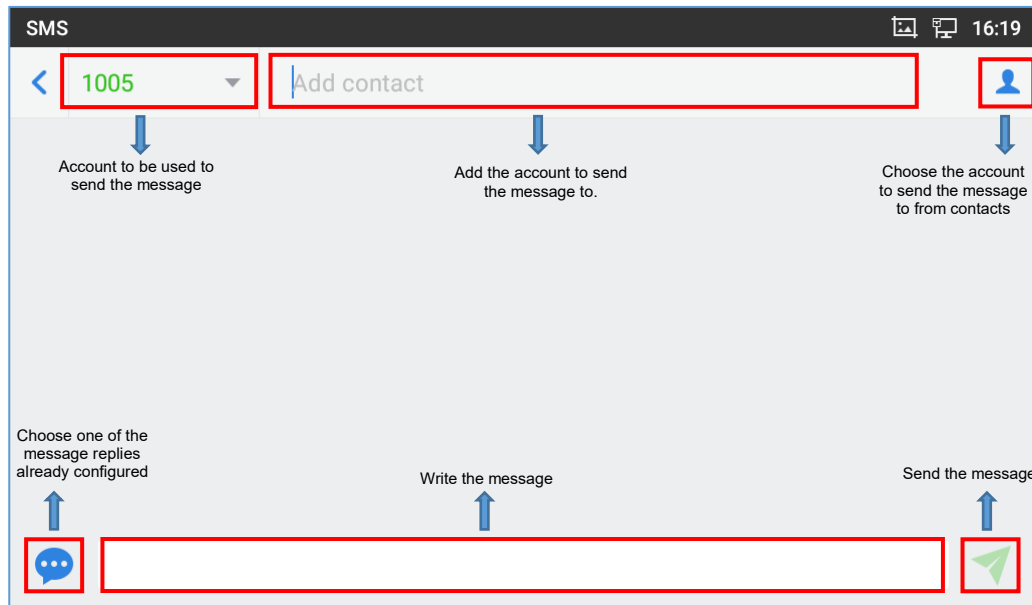 SMS 16:19
1005 Add contact
Account to be used to
send the message
Add the account to send
the message to.
Choose the account
to send the message
to from contacts
Choose one of the
message replies
already configured
Write the message
Send the message